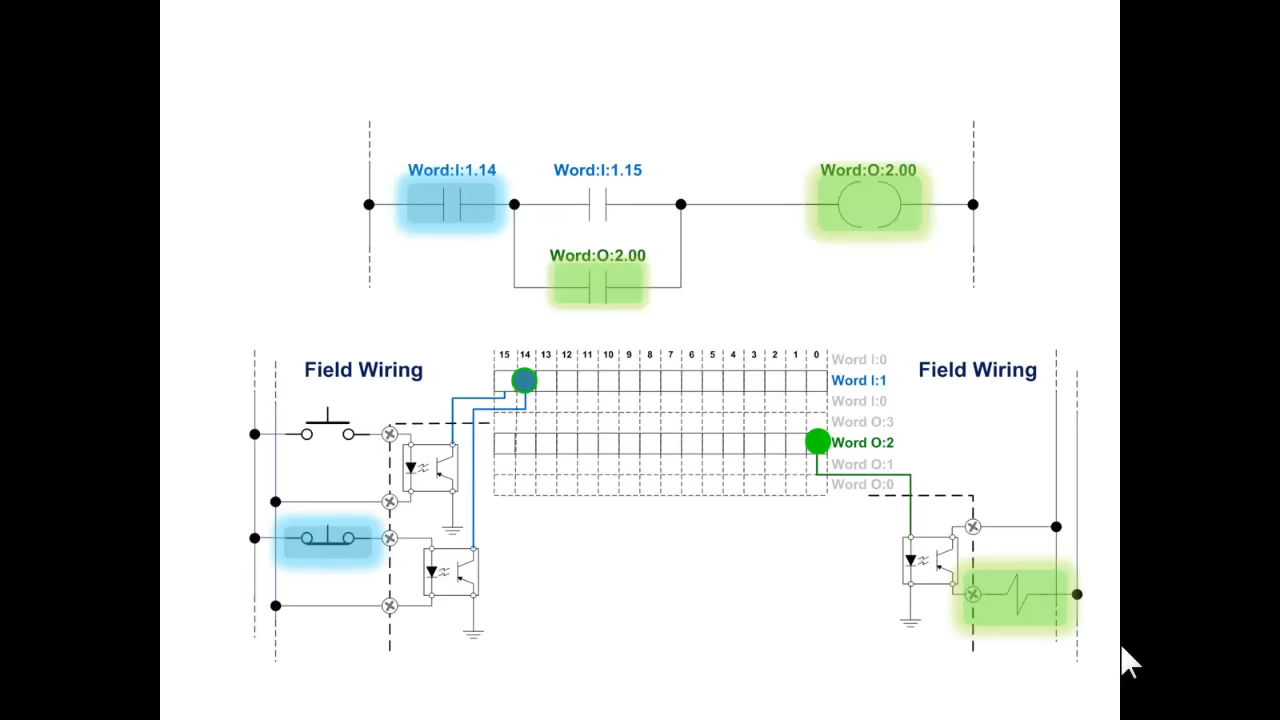 Word:I:1.14
Word:I:1.15
Word:O:2.00
Word:O:2.00
15 14 13 12 11 10 9 8 7 6 5 4 3 2 1 0
Word I:0
Field Wiring
Field Wiring
Word I:1
Word I:0
Word O:3
Word O:2
Word O:1
Word O:0